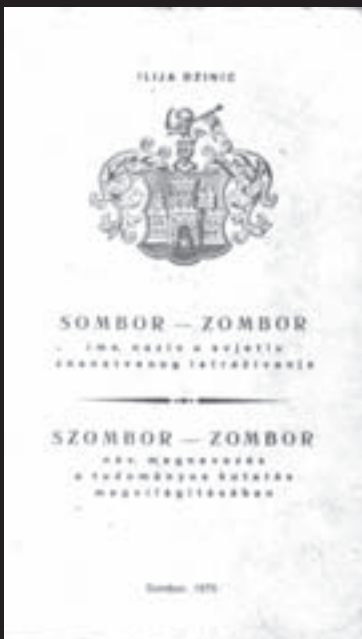 ILIJA DŽINIĆ
SOMBOR — ZOMBOR
ime, naziv u svjetlu
znanstvenog istraživanja
SZOMBOR — ZOMBOR
név, megnevezés
a tudományos kutatás
megvilágításában
Sombor,